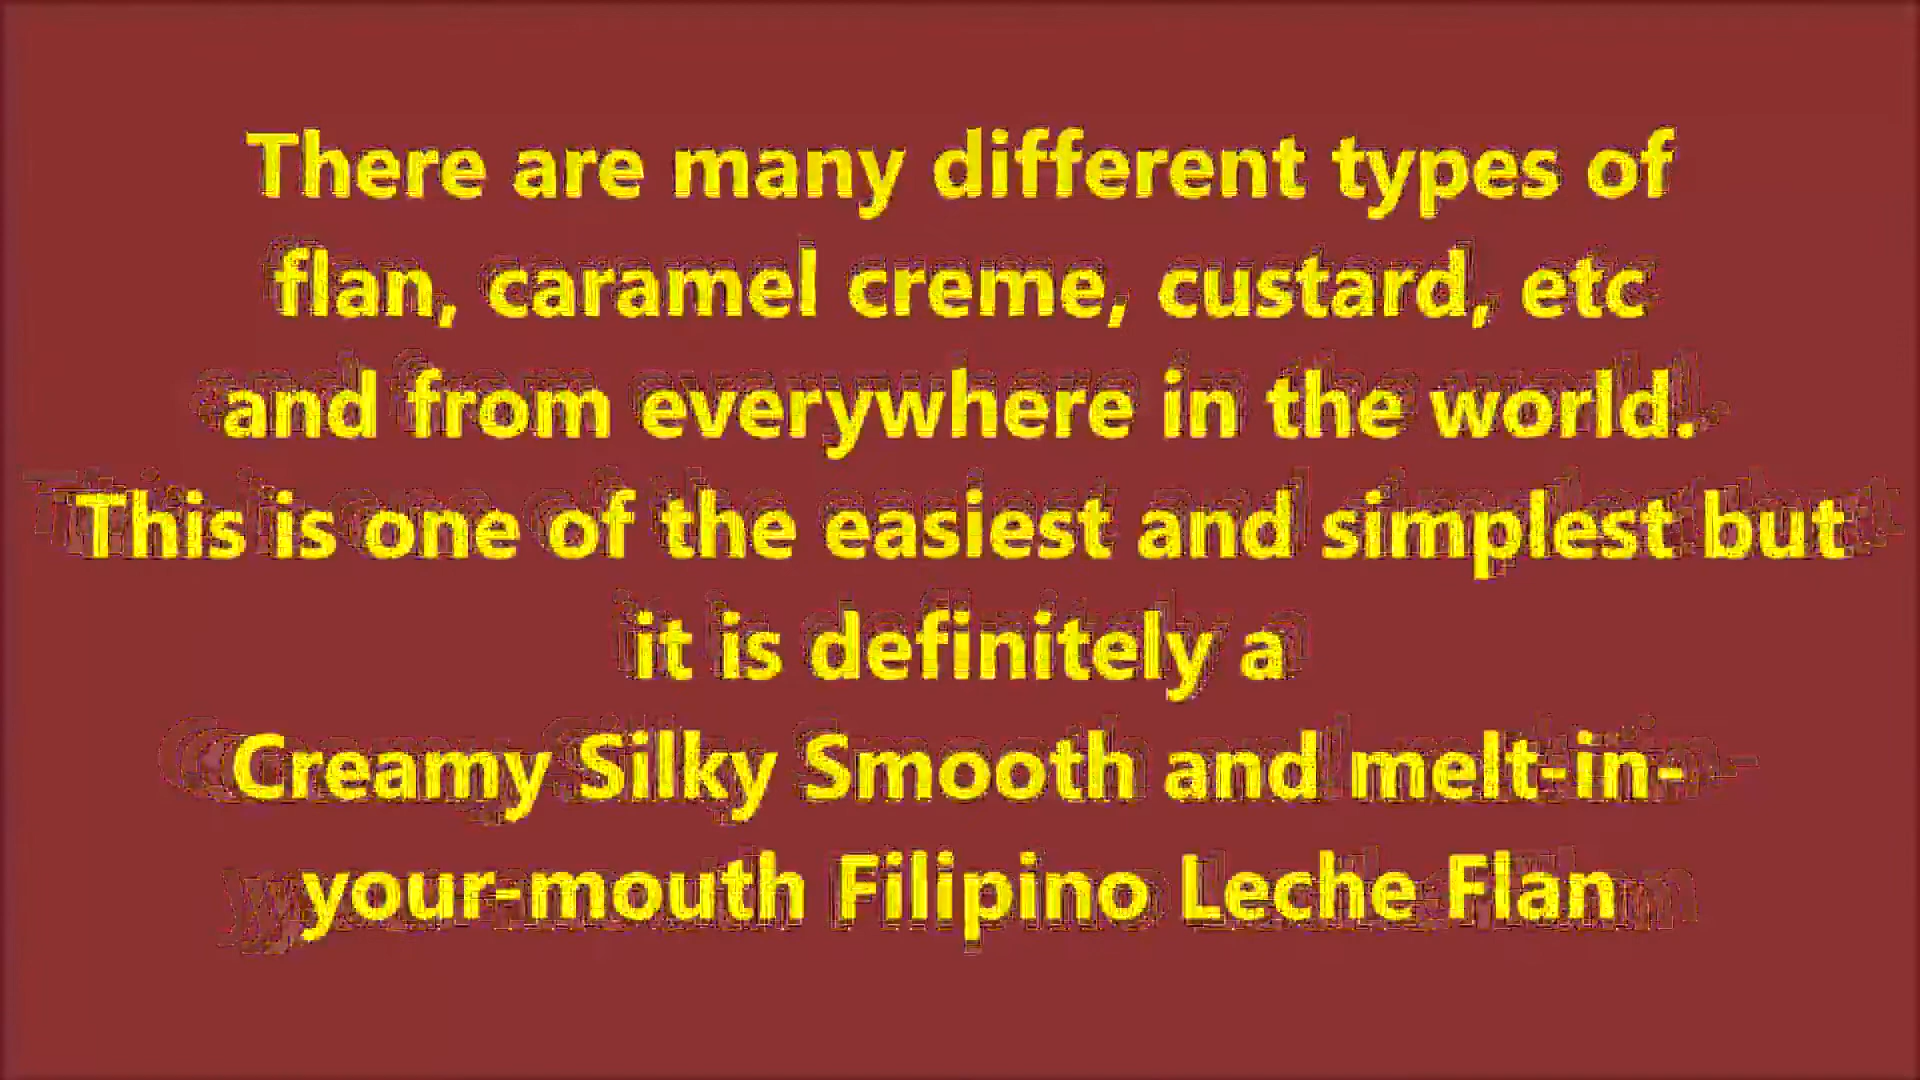 There are many different types of
flan, caramel creme, custard, etc
and from everywhere in the world.
This is one of the easiest and simplest but
it is definitely a
Creamy Silky Smooth and melt-in-
your-mouth Filipino Leche Flan